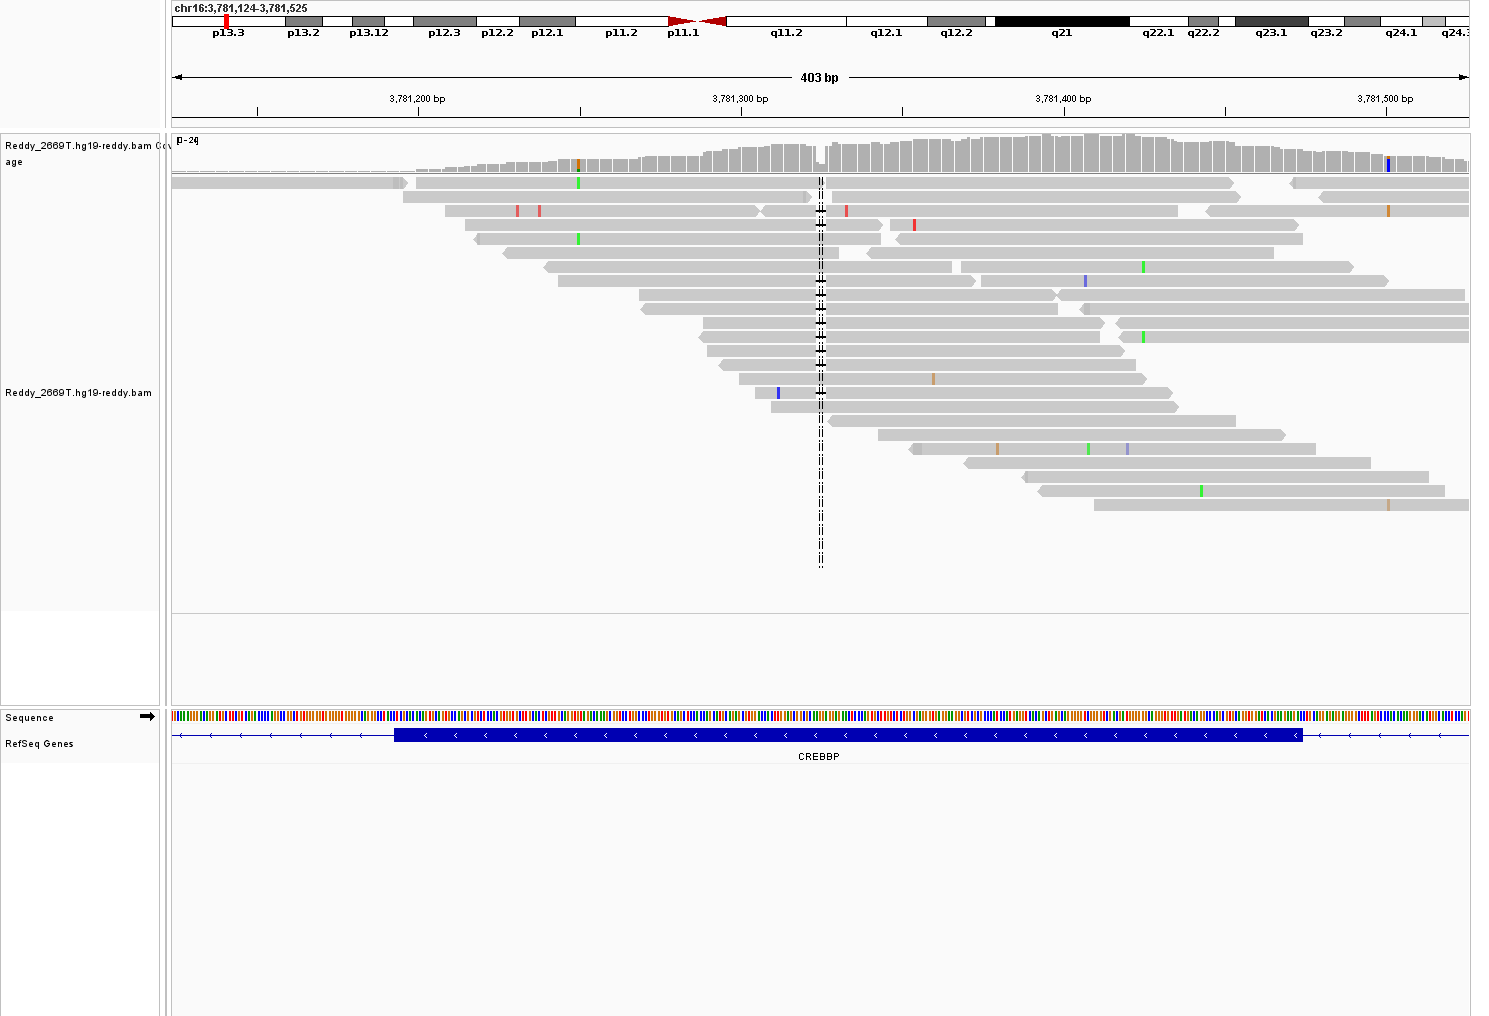 chr16:3,781,124-3,781,525
p13.3 p13.2 p13.12 p12.3 p12.2 p12.1 p11.2 p11.1 q11.2 q12.1 q12.2 q21 q22.1 q22.2 q23.1 q23.2 q24.1
403 bp
3,781,200 bp 3,781,300 bp 3,781,400 bp 3,781,500 bp
Reddy_2669T.hg19-reddy.bam Cov
age
[0-24]
Reddy_2669T.hg19-reddy.bam
Sequence
RefSeq Genes
CREBBP